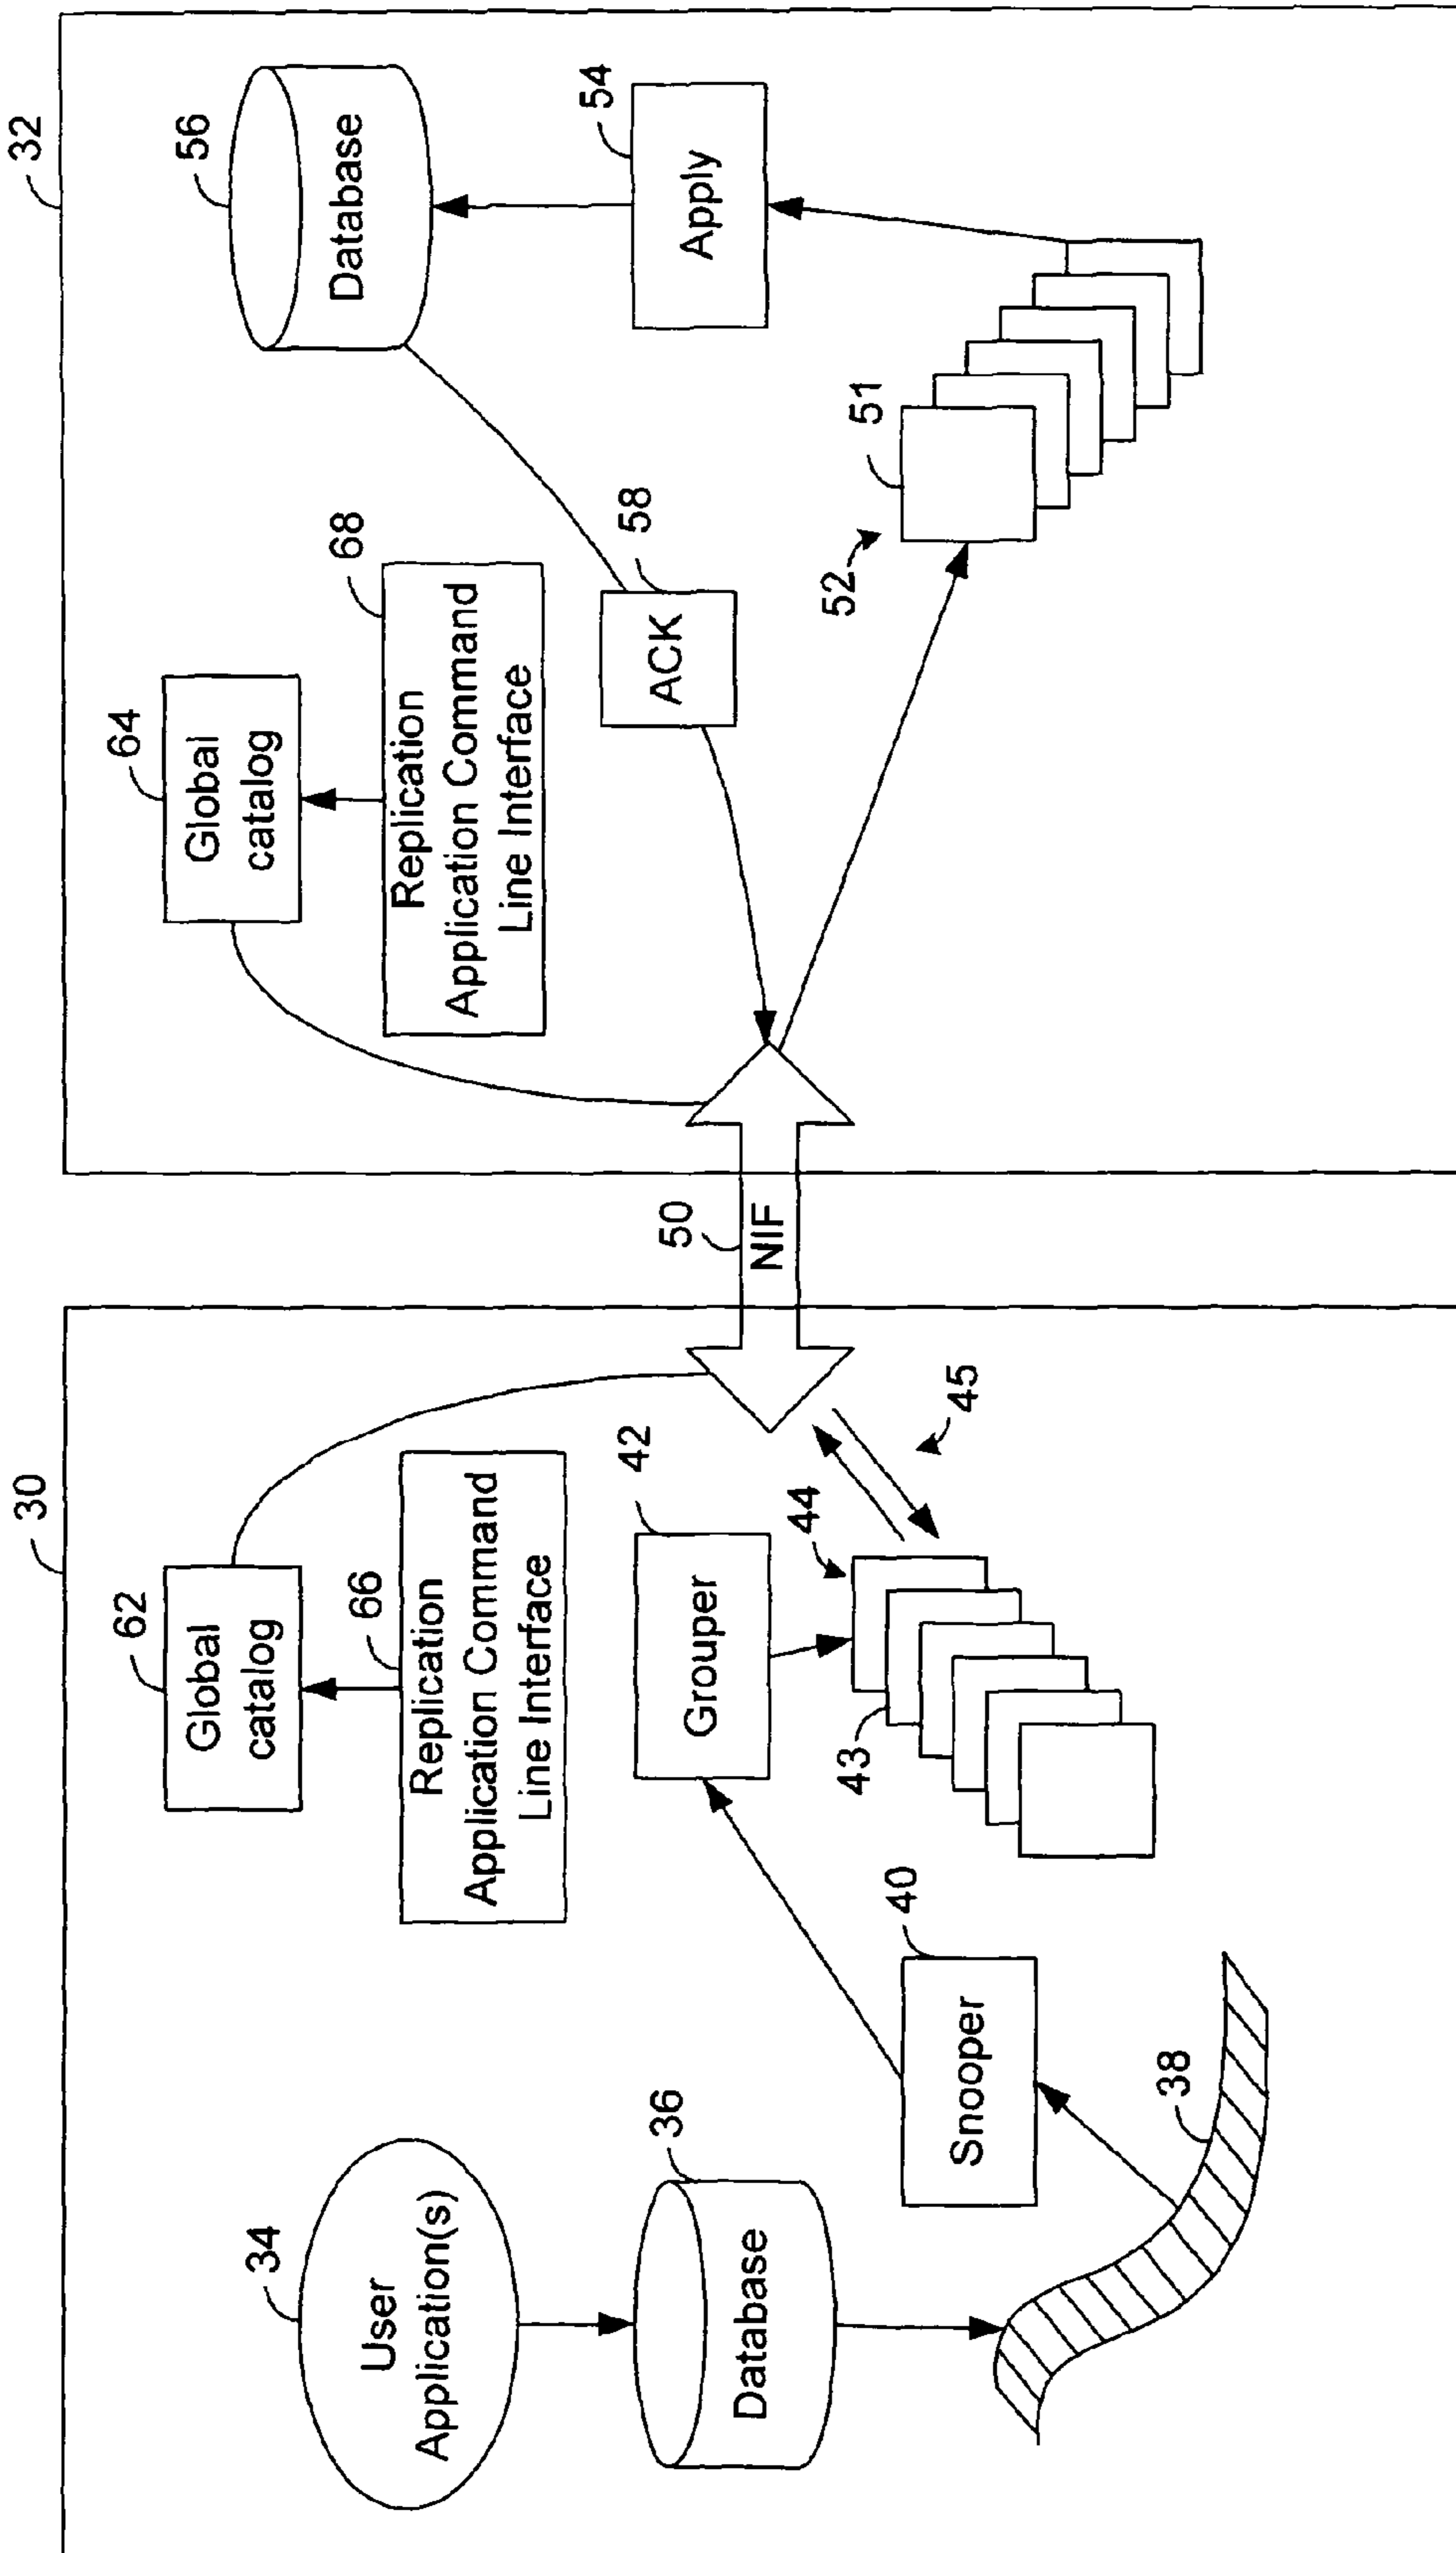 30
32
34
User
Application(s)
36
Database
38
Snooper
40
Grouper
42
43
44
45
62
Global
catalog
66
Replication
Application Command
Line Interface
50
NIF
64
Global
catalog
68
Replication
Application Command
Line Interface
58
ACK
56
Database
54
Apply
51
52